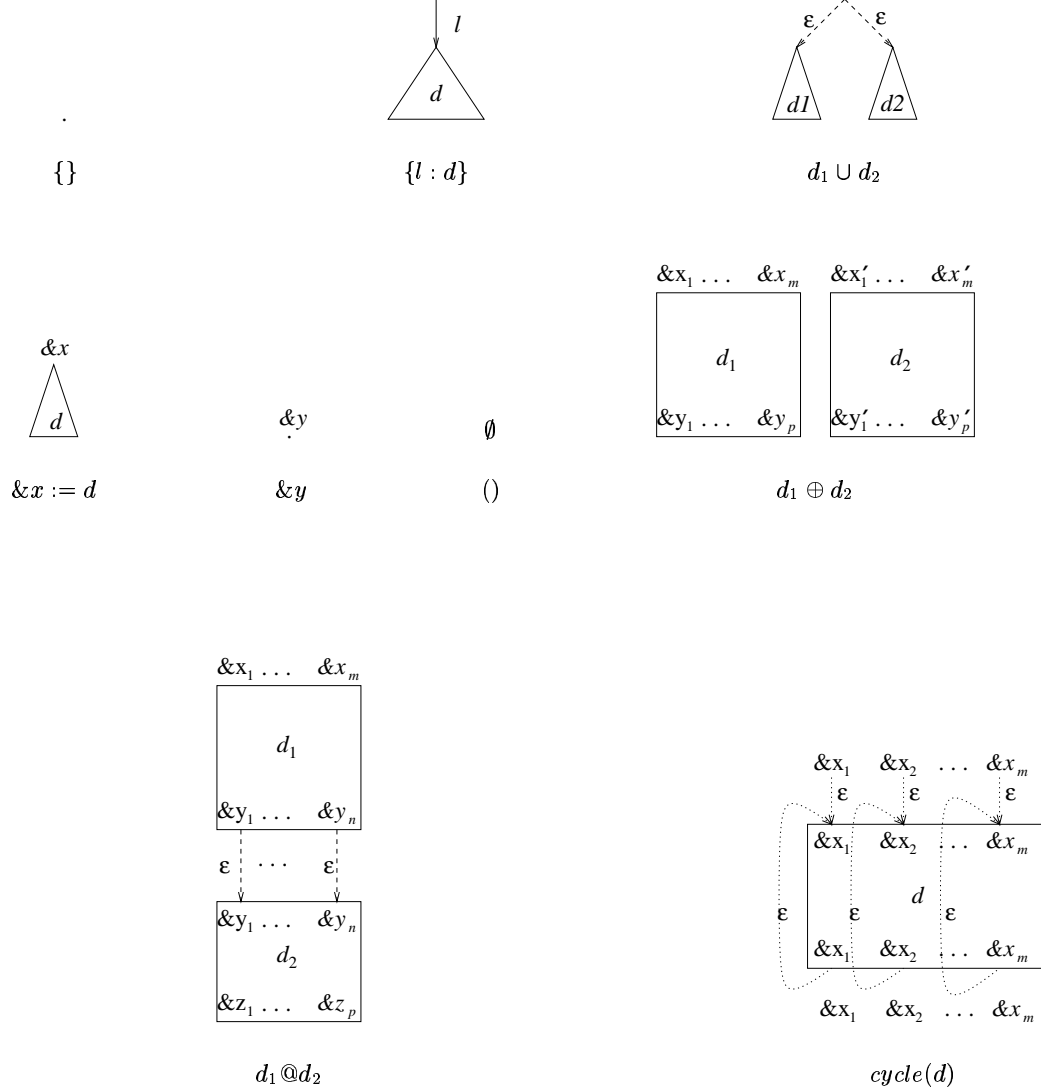 l
ε ε
d
d1 d2
{}
{l : d}
d₁ ∪ d₂
&x₁ . . . &xₘ &x′₁ . . . &x′ₘ
&x
d₁ d₂
d
&y
∅
&y₁ . . . &yₚ &y′₁ . . . &y′ₚ
&x := d
&y
()
d₁ ⊕ d₂
&x₁ . . . &xₘ
d₁
&y₁ . . . &yₙ
ε . . . ε
&y₁ . . . &yₙ
d₂
&z₁ . . . &zₚ
d₁@d₂
&x₁ &x₂ . . . &xₘ
ε ε ε
&x₁ &x₂ . . . &xₘ
d
ε ε ε
&x₁ &x₂ . . . &xₘ
&x₁ &x₂ . . . &xₘ
cycle(d)